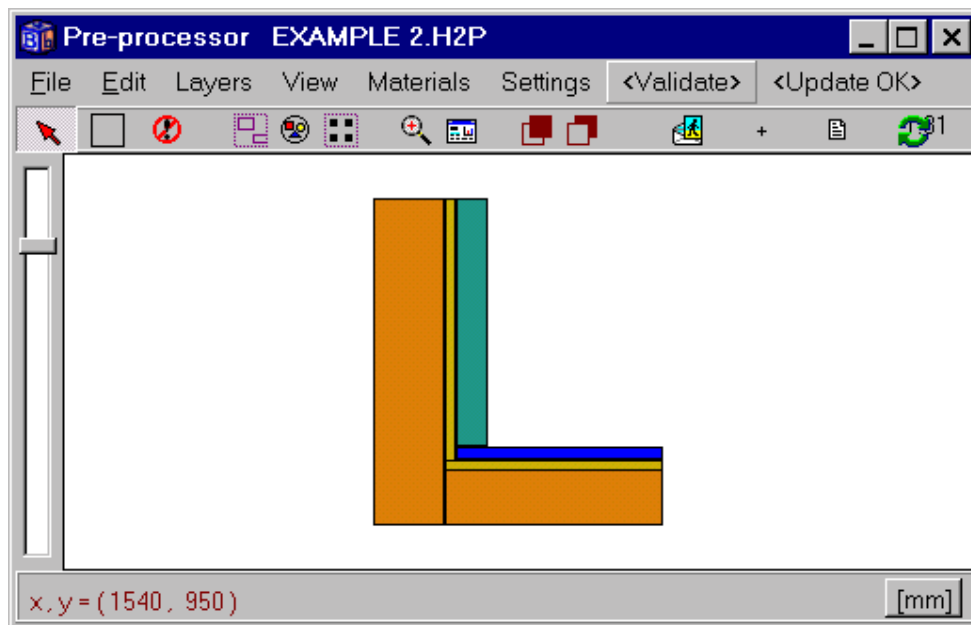 Pre-processor EXAMPLE 2.H2P
File Edit Layers View Materials Settings <Validate> <Update OK>
x,y=(1540, 950) [mm]